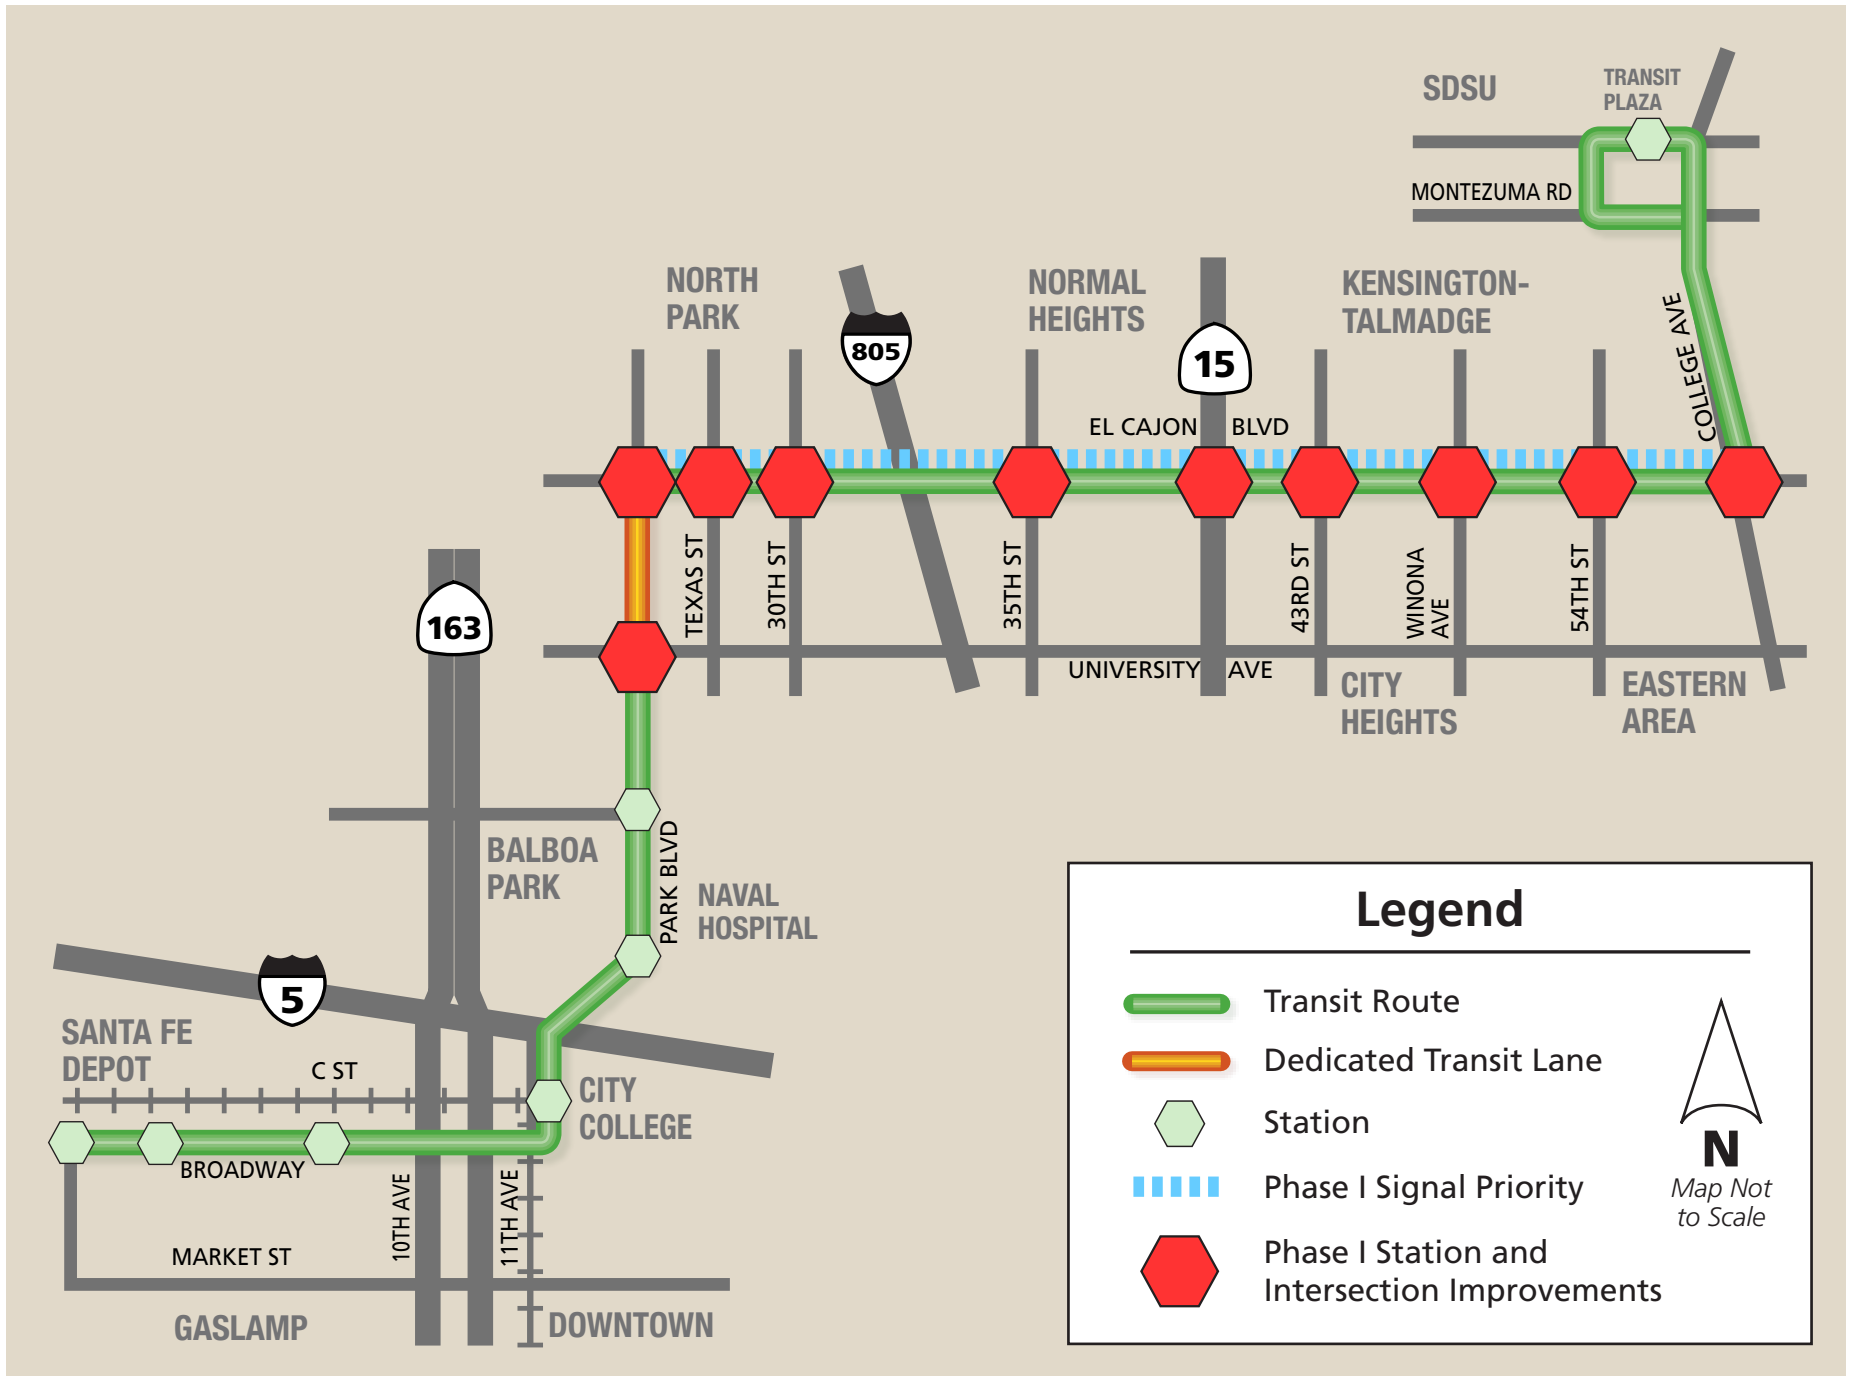 SDSU
TRANSIT
PLAZA
MONTEZUMA RD
NORTH
PARK
805
NORMAL
HEIGHTS
15
KENSINGTON-
TALMADGE
COLLEGE AVE
EL CAJON BLVD
TEXAS ST
30TH ST
35TH ST
43RD ST
WINONA
AVE
54TH ST
163
UNIVERSITY AVE
CITY
HEIGHTS
EASTERN
AREA
BALBOA
PARK
PARK BLVD
NAVAL
HOSPITAL
5
SANTA FE
DEPOT
C ST
CITY
COLLEGE
BROADWAY
10TH AVE
11TH AVE
MARKET ST
GASLAMP
DOWNTOWN
Legend
Transit Route
Dedicated Transit Lane
Station
Phase I Signal Priority
Phase I Station and
Intersection Improvements
N
Map Not
to Scale